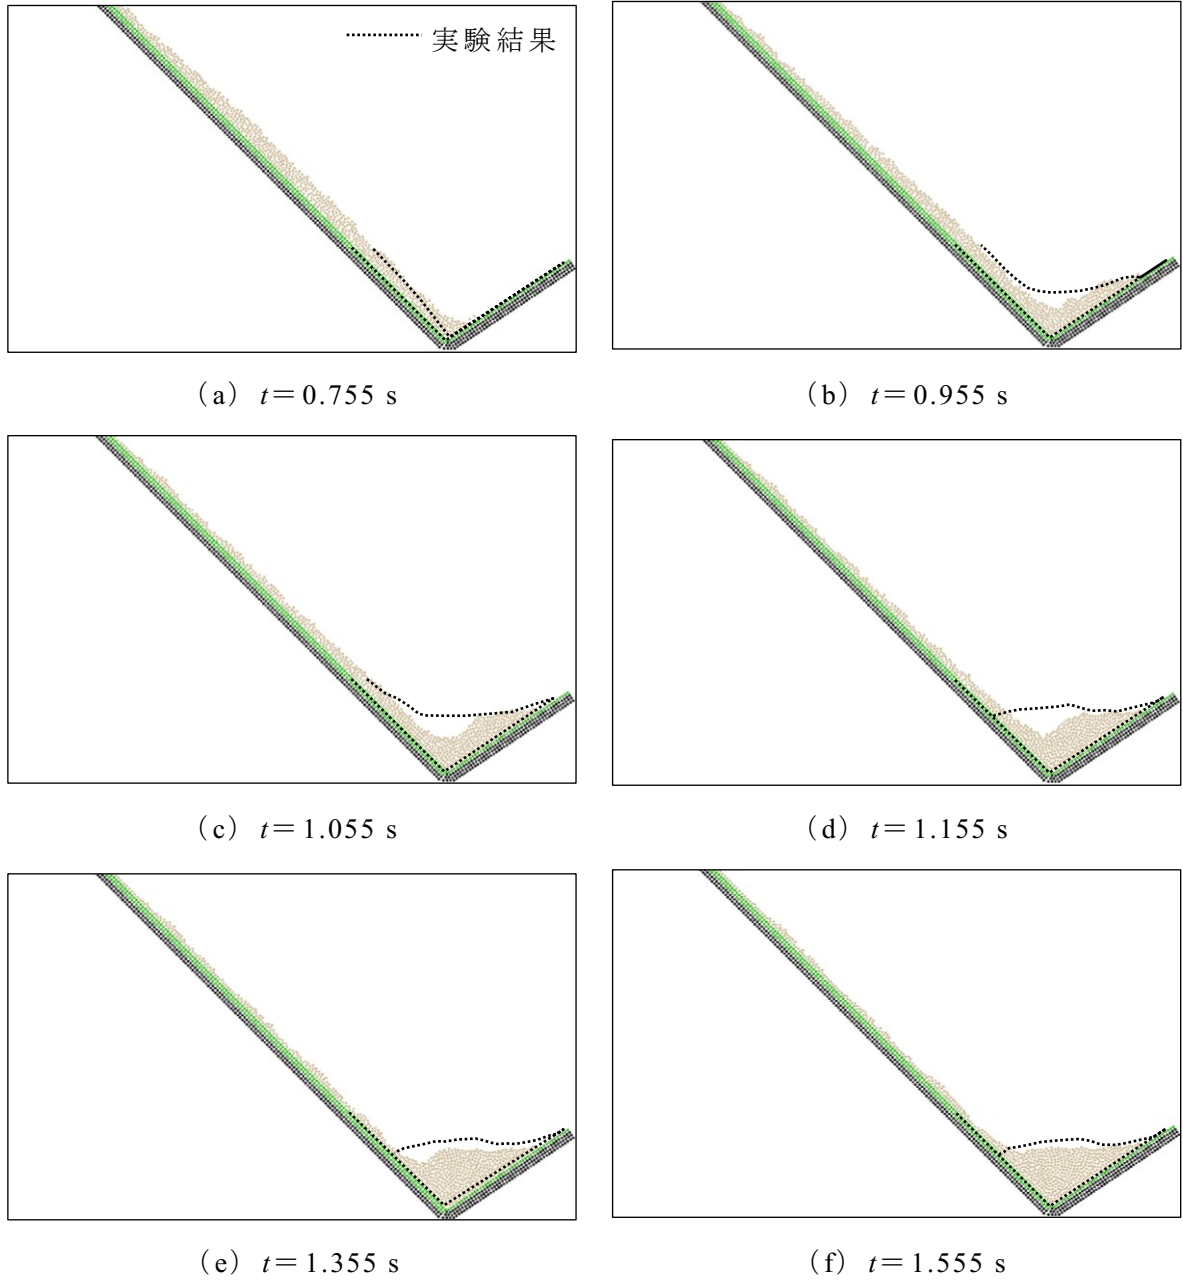 実験結果
（a） t＝0.755 s
（b） t＝0.955 s
（c） t＝1.055 s
（d） t＝1.155 s
（e） t＝1.355 s
（f） t＝1.555 s